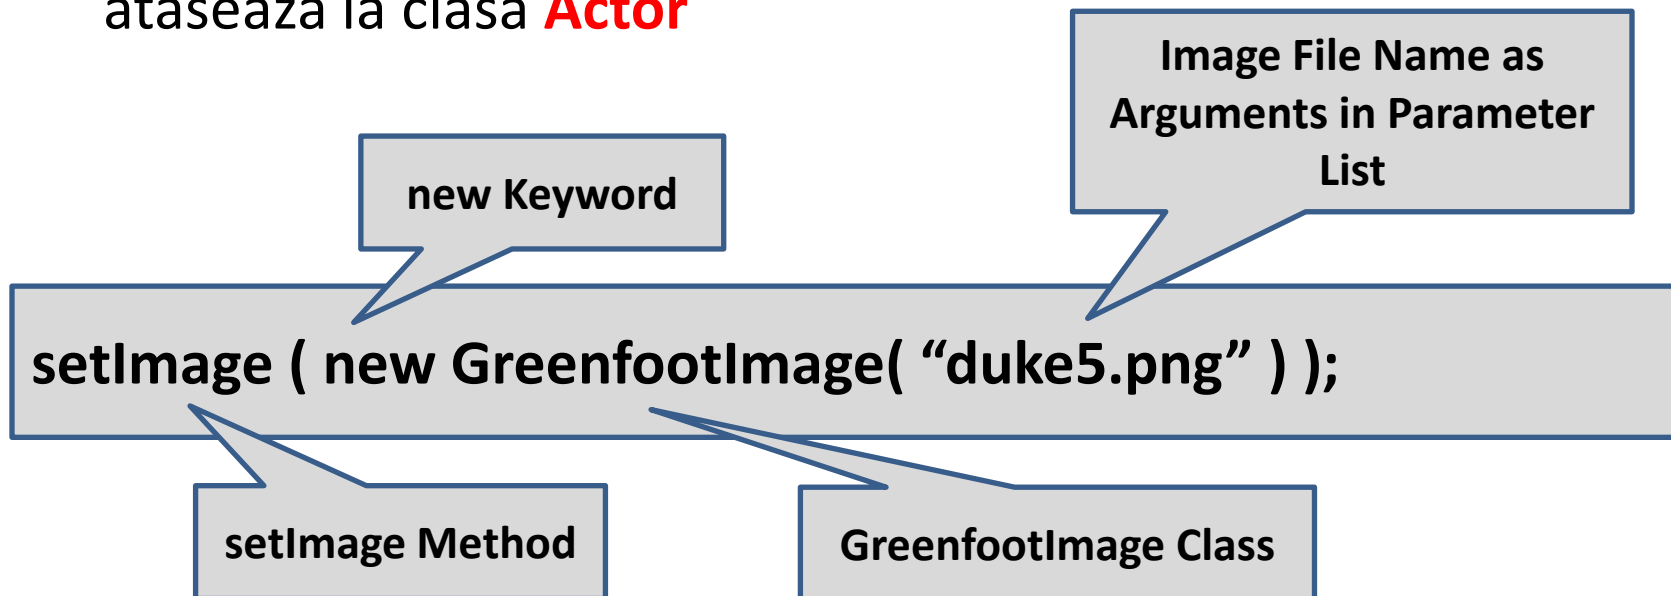 ataseaza la clasa Actor
Image File Name as
Arguments in Parameter
List
new Keyword
setImage ( new GreenfootImage( “duke5.png” ) );
setImage Method
GreenfootImage Class